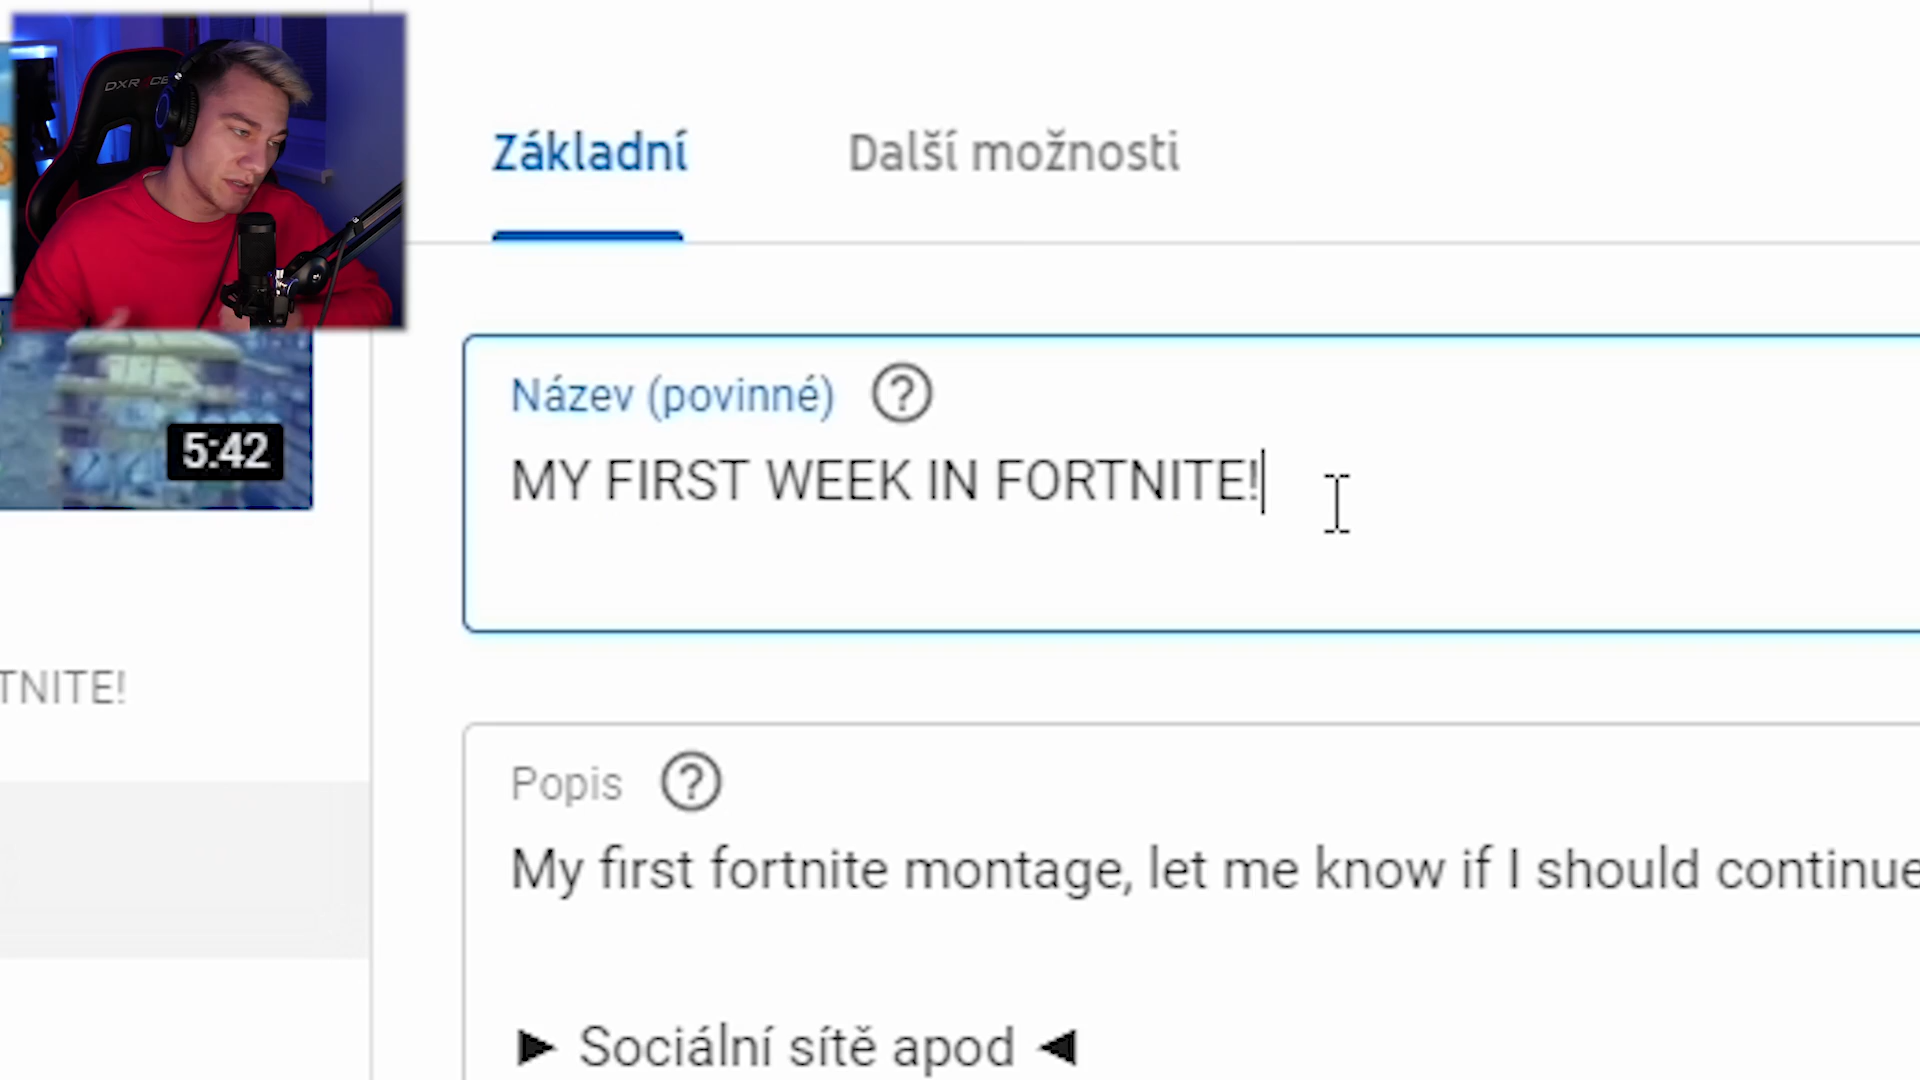 DXRACER
Základní
Další možnosti
Název (povinné)
MY FIRST WEEK IN FORTNITE!
5:42
TNITE!
Popis
My first fortnite montage, let me know if I should continue
► Sociální sítě apod ◄